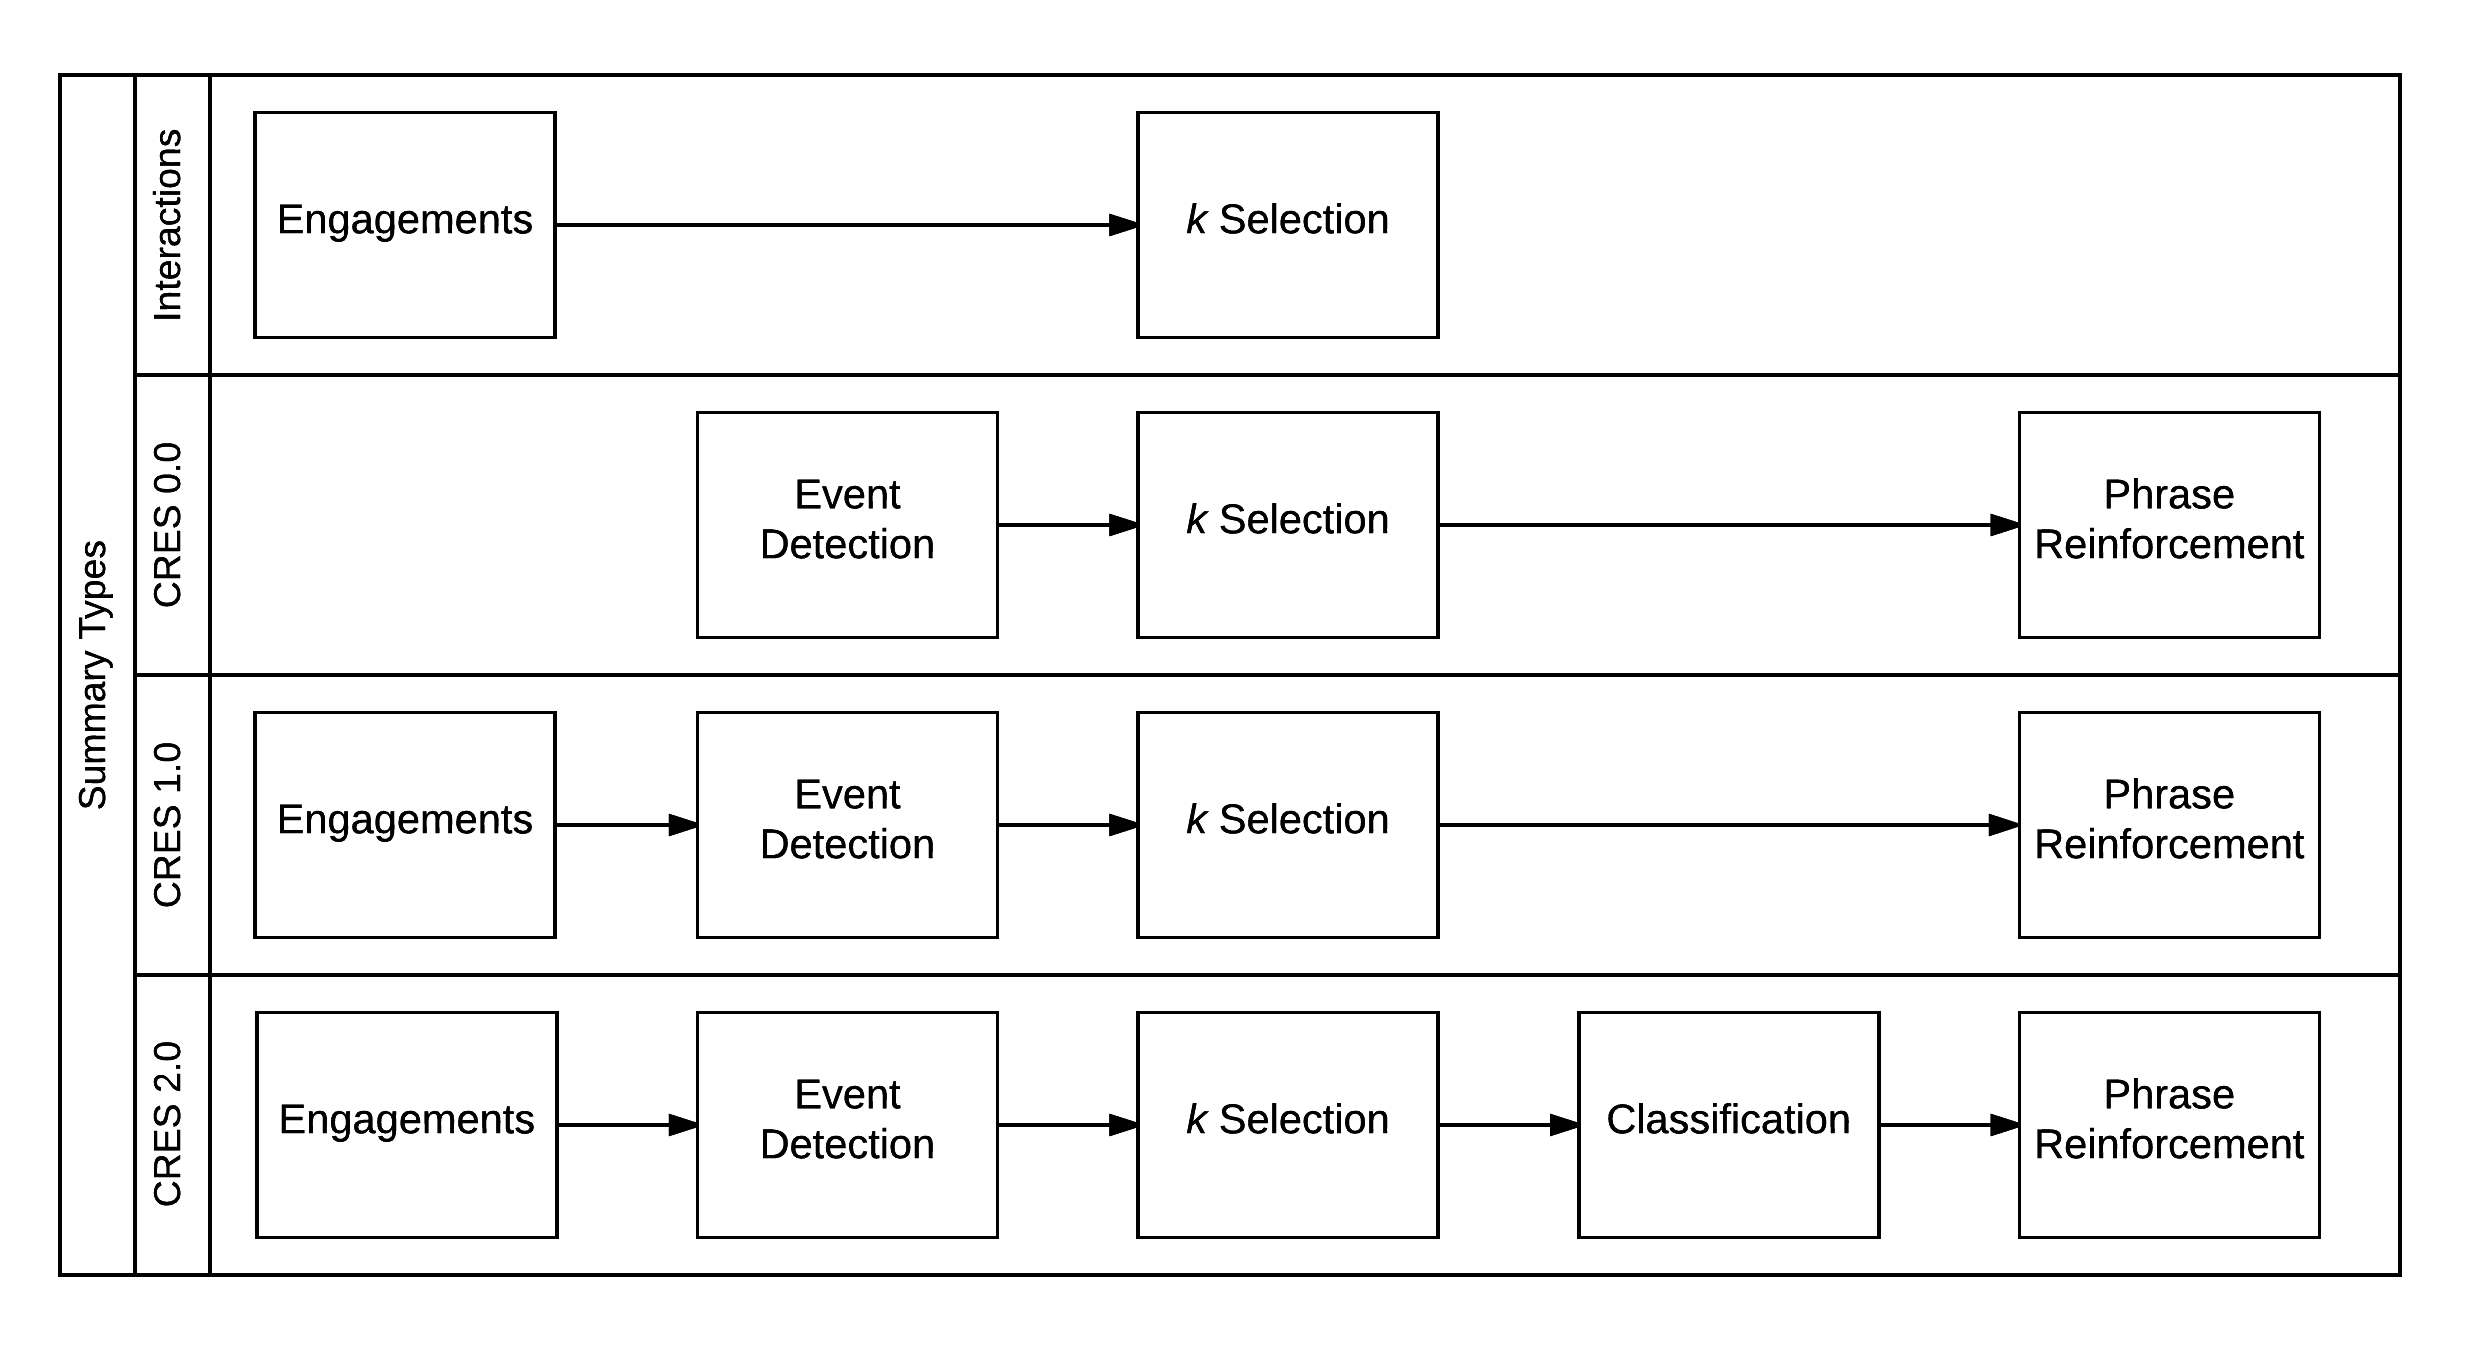 Summary Types
Interactions
Engagements
k Selection
CRES 0.0
Event
Detection
k Selection
Phrase
Reinforcement
CRES 1.0
Engagements
Event
Detection
k Selection
Phrase
Reinforcement
CRES 2.0
Engagements
Event
Detection
k Selection
Classification
Phrase
Reinforcement